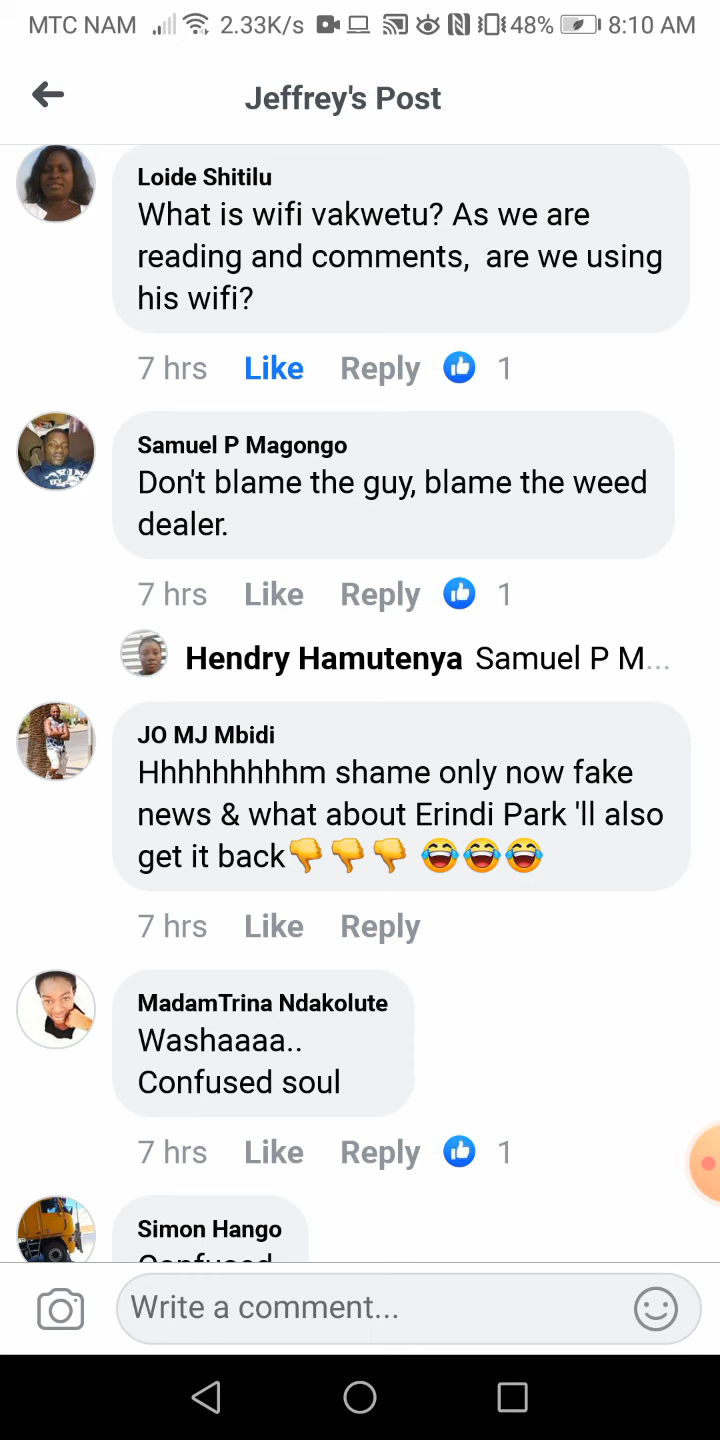 MTC NAM 2.33K/s 48% 8:10 AM
Jeffrey's Post
Loide Shitilu
What is wifi vakwetu? As we are
reading and comments, are we using
his wifi?
7 hrs Like Reply 1
Samuel P Magongo
Don't blame the guy, blame the weed
dealer.
7 hrs Like Reply 1
Hendry Hamutenya Samuel P M...
JO MJ Mbidi
Hhhhhhhhhm shame only now fake
news & what about Erindi Park 'll also
get it back👎👎👎 😂😂😂
7 hrs Like Reply
MadamTrina Ndakolute
Washaaaa..
Confused soul
7 hrs Like Reply 1
Simon Hango
Confused
Write a comment...